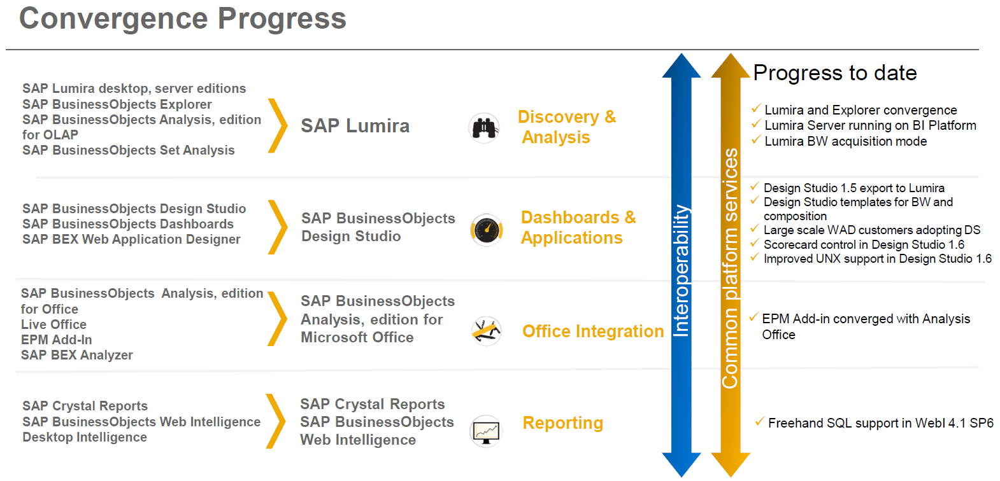 Convergence Progress
SAP Lumira desktop, server editions
SAP BusinessObjects Explorer
SAP BusinessObjects Analysis, edition
for OLAP
SAP BusinessObjects Set Analysis
SAP Lumira
Discovery &
Analysis
SAP BusinessObjects Design Studio
SAP BusinessObjects Dashboards
SAP BEX Web Application Designer
SAP BusinessObjects
Design Studio
Dashboards &
Applications
SAP BusinessObjects Analysis, edition
for Office
Live Office
EPM Add-In
SAP BEX Analyzer
SAP BusinessObjects
Analysis, edition for
Microsoft Office
Office Integration
SAP Crystal Reports
SAP BusinessObjects Web Intelligence
Desktop Intelligence
SAP Crystal Reports
SAP BusinessObjects
Web Intelligence
Reporting
Interoperability
Common platform services
Progress to date
Lumira and Explorer convergence
Lumira Server running on BI Platform
Lumira BW acquisition mode
Design Studio 1.5 export to Lumira
Design Studio templates for BW and
composition
Large scale WAD customers adopting DS
Scorecard control in Design Studio 1.6
Improved UNX support in Design Studio 1.6
EPM Add-in converged with Analysis
Office
Freehand SQL support in WebI 4.1 SP6